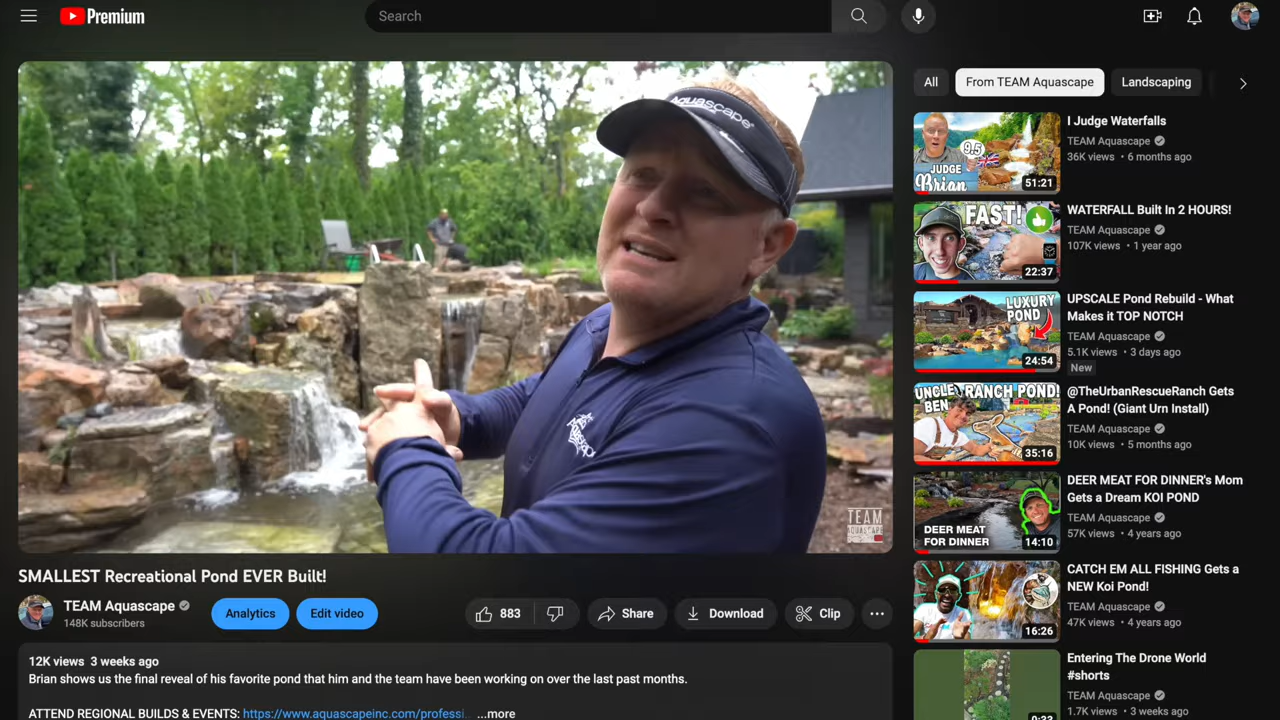 Premium
Search
All
From TEAM Aquascape
Landscaping
Aquascape
TEAM
AQUASCAPE
SMALLEST Recreational Pond EVER Built!
TEAM Aquascape
148K subscribers
Analytics
Edit video
883
Share
Download
Clip
12K views 3 weeks ago
Brian shows us the final reveal of his favorite pond that him and the team have been working on over the last past months.
ATTEND REGIONAL BUILDS & EVENTS: https://www.aquascapeinc.com/professi... ...more
9.5
JUDGE
Brian
51:21
I Judge Waterfalls
TEAM Aquascape
36K views • 6 months ago
FAST!
22:37
WATERFALL Built In 2 HOURS!
TEAM Aquascape
107K views • 1 year ago
LUXURY
POND
24:54
UPSCALE Pond Rebuild - What
Makes it TOP NOTCH
TEAM Aquascape
5.1K views • 3 days ago
New
UNCLE
BEN
RANCH POND!
35:16
@TheUrbanRescueRanch Gets
A Pond! (Giant Urn Install)
TEAM Aquascape
10K views • 5 months ago
DEER MEAT
FOR DINNER
14:10
DEER MEAT FOR DINNER's Mom
Gets a Dream KOI POND
TEAM Aquascape
57K views • 4 years ago
16:26
CATCH EM ALL FISHING Gets a
NEW Koi Pond!
TEAM Aquascape
47K views • 4 years ago
0:33
Entering The Drone World
#shorts
TEAM Aquascape
1.7K views • 3 weeks ago